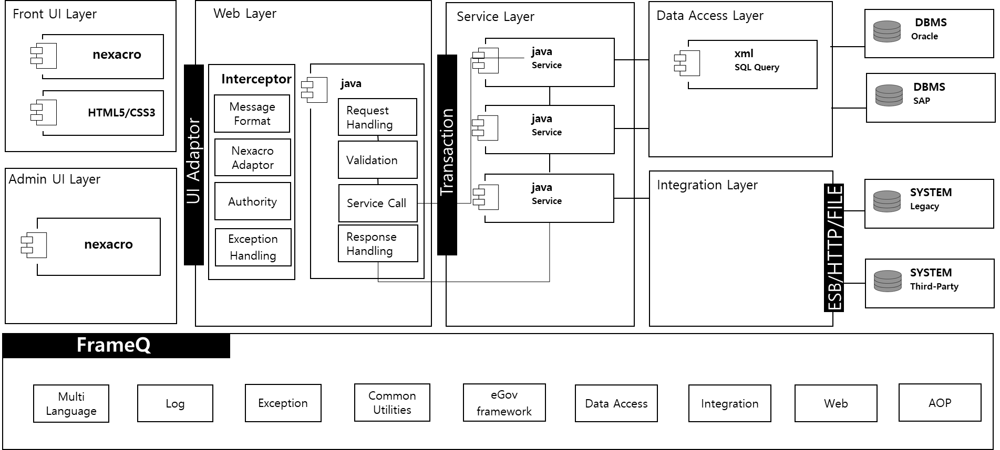 Front UI Layer
nexacro
HTML5/CSS3
Admin UI Layer
nexacro
UI Adaptor
Web Layer
Interceptor
Message
Format
Nexacro
Adaptor
Authority
Exception
Handling
java
Request
Handling
Validation
Service Call
Response
Handling
Transaction
Service Layer
java
Service
java
Service
java
Service
Data Access Layer
xml
SQL Query
Integration Layer
ESB/HTTP/FILE
DBMS
Oracle
DBMS
SAP
SYSTEM
Legacy
SYSTEM
Third-Party
FrameQ
Multi
Language
Log
Exception
Common
Utilities
eGov
framework
Data Access
Integration
Web
AOP